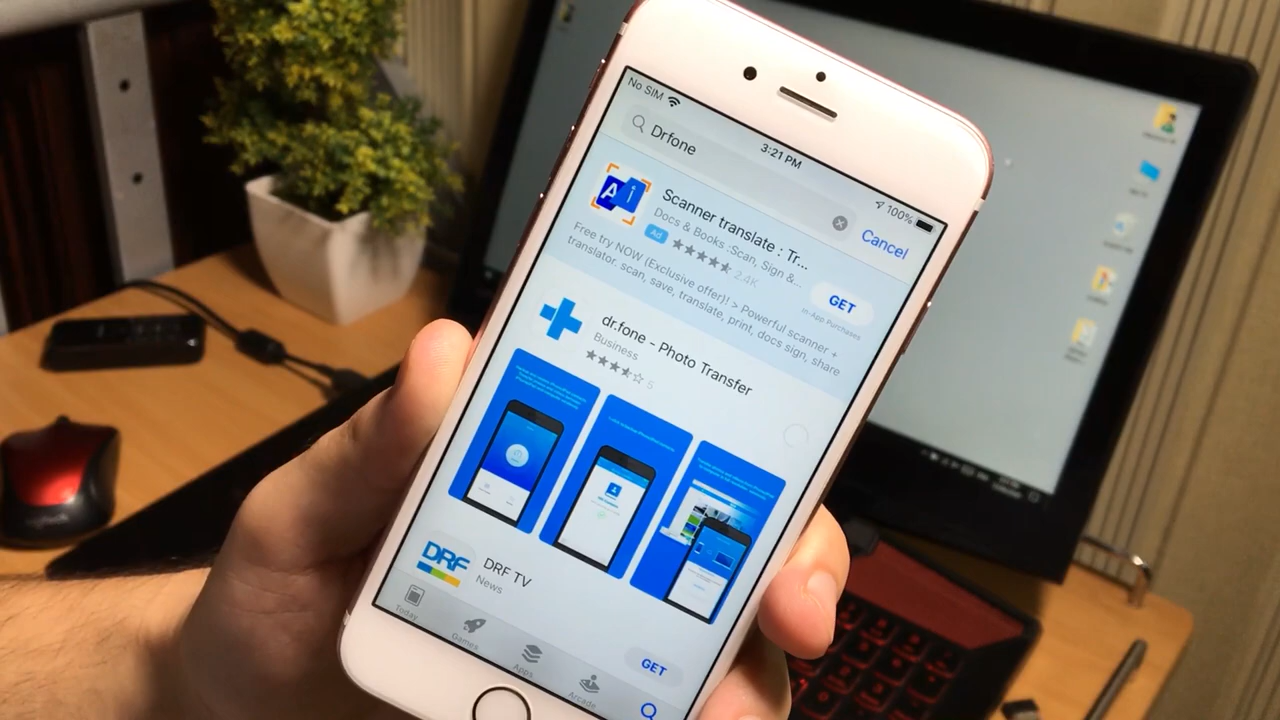 No SIM
3:21 PM
100%
Drfone
Cancel
Scanner translate : Tr...
Docs & Books :Scan, Sign &...
Ad
2.4K
GET
In-App Purchases
Free try NOW (Exclusive offer)! > Powerful scanner +
translator. scan, save, translate, print, docs sign, share
dr.fone - Photo Transfer
Business
5
DRF
DRF TV
News
GET
Today
Games
Apps
Arcade